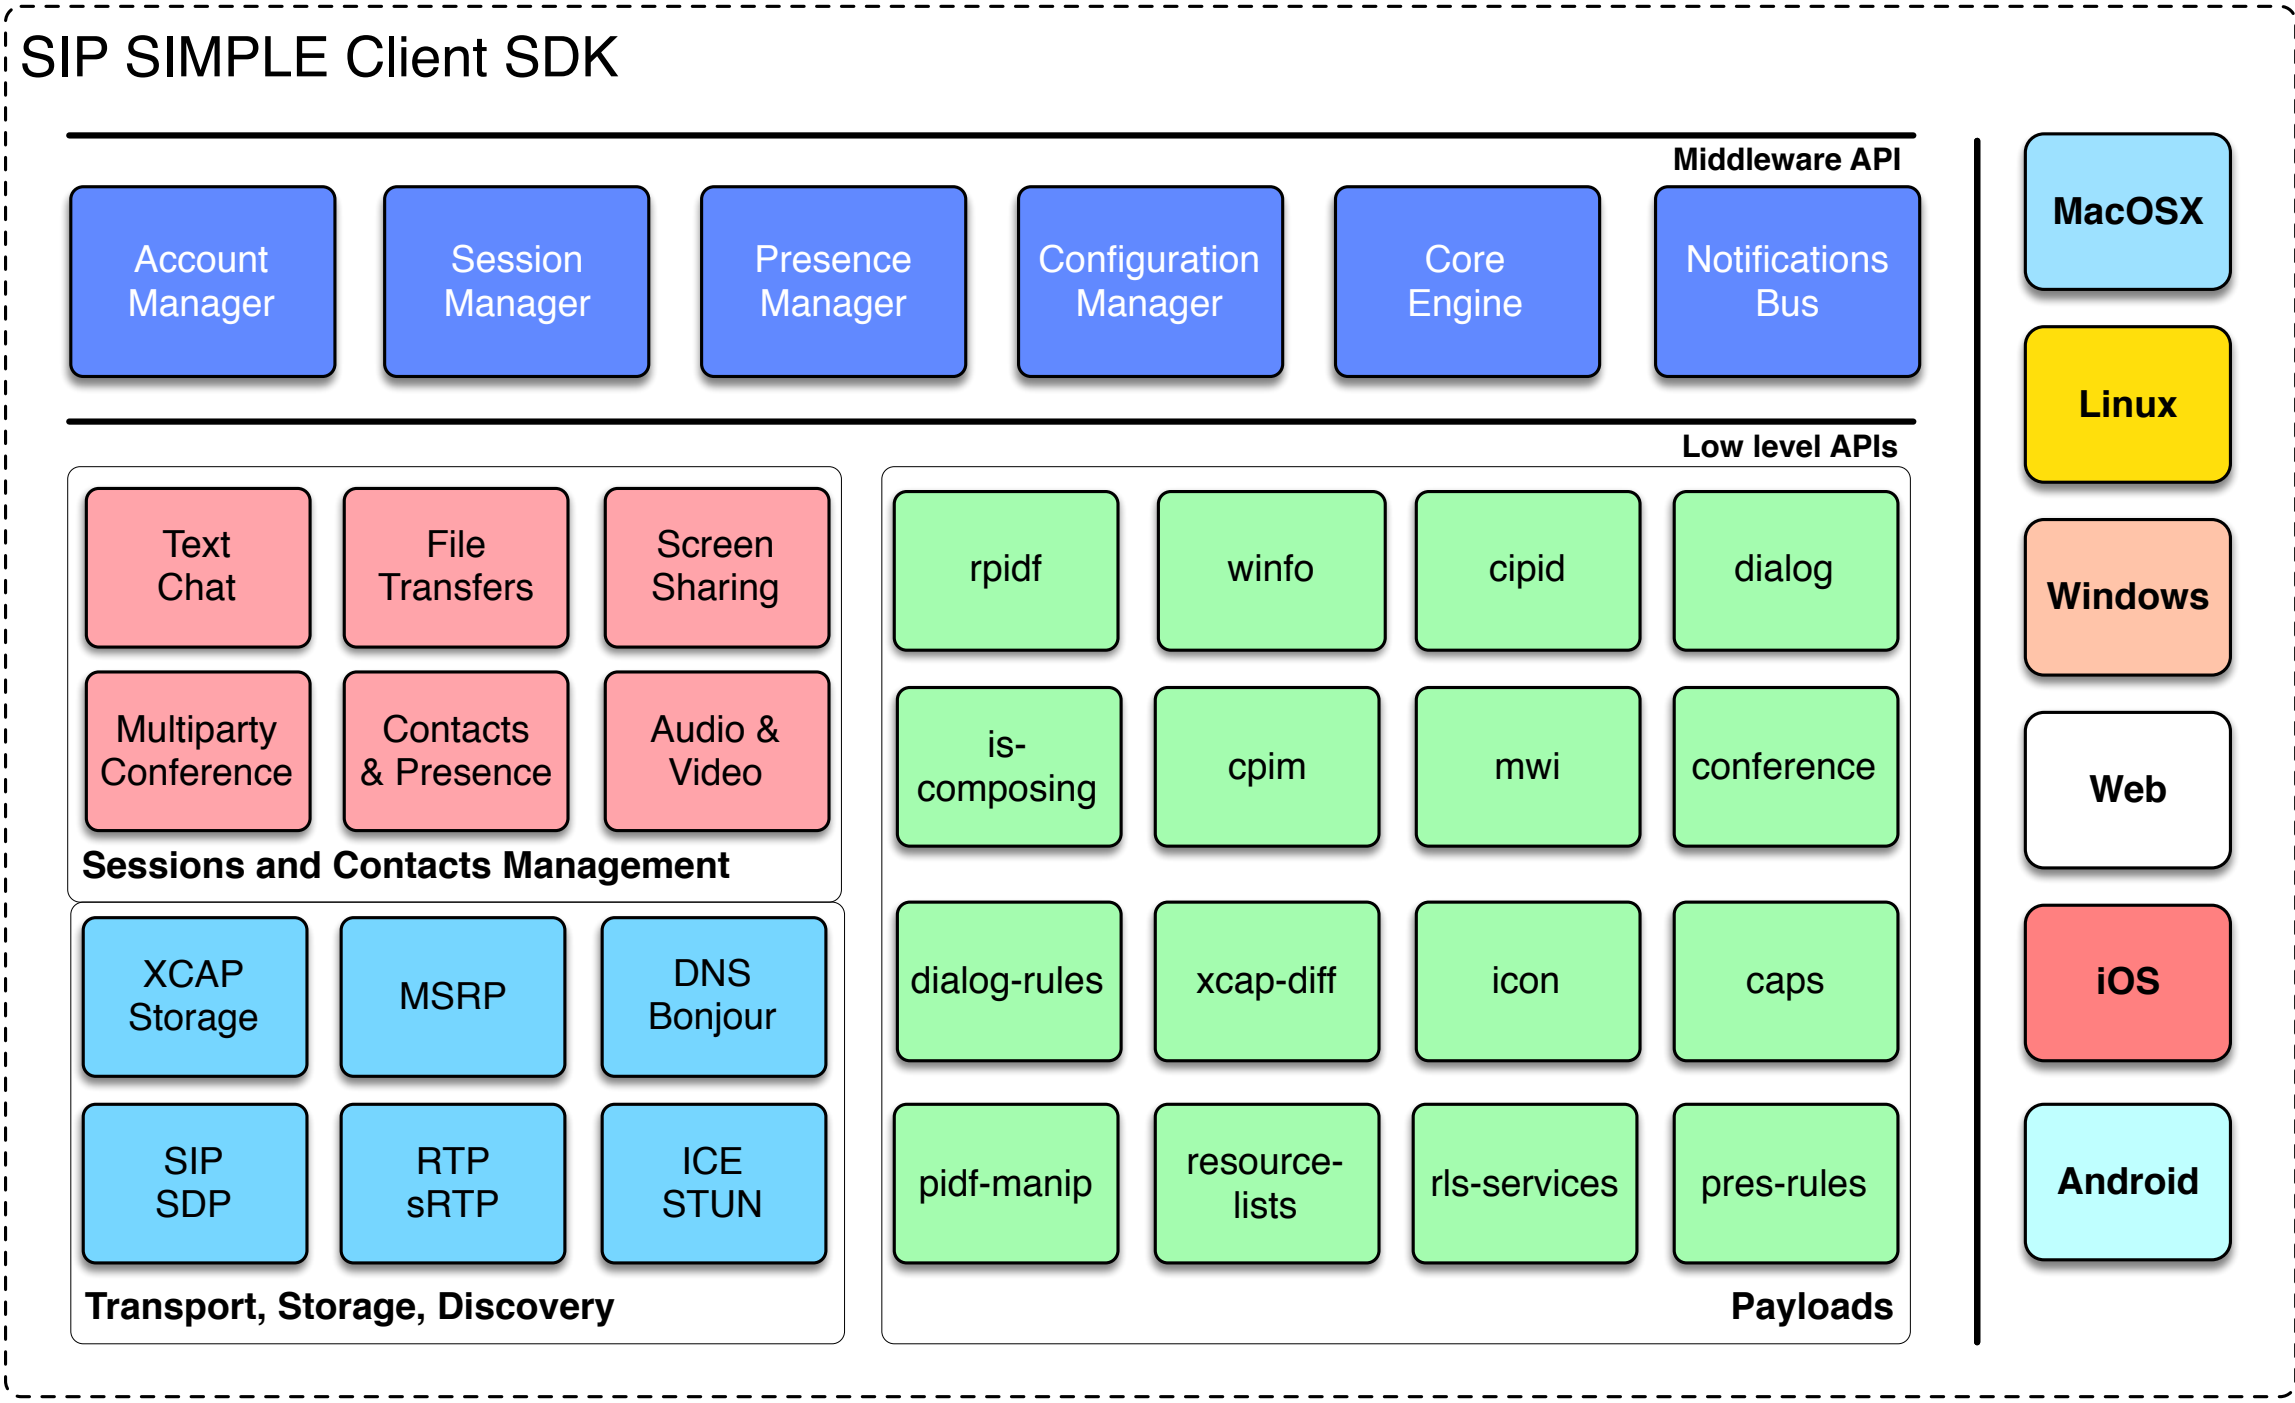 SIP SIMPLE Client SDK
Middleware API
Account
Manager
Session
Manager
Presence
Manager
Configuration
Manager
Core
Engine
Notifications
Bus
Low level APIs
Text
Chat
File
Transfers
Screen
Sharing
Multiparty
Conference
Contacts
& Presence
Audio &
Video
Sessions and Contacts Management
XCAP
Storage
MSRP
DNS
Bonjour
SIP
SDP
RTP
sRTP
ICE
STUN
Transport, Storage, Discovery
rpidf
winfo
cipid
dialog
is-
composing
cpim
mwi
conference
dialog-rules
xcap-diff
icon
caps
pidf-manip
resource-
lists
rls-services
pres-rules
Payloads
MacOSX
Linux
Windows
Web
iOS
Android